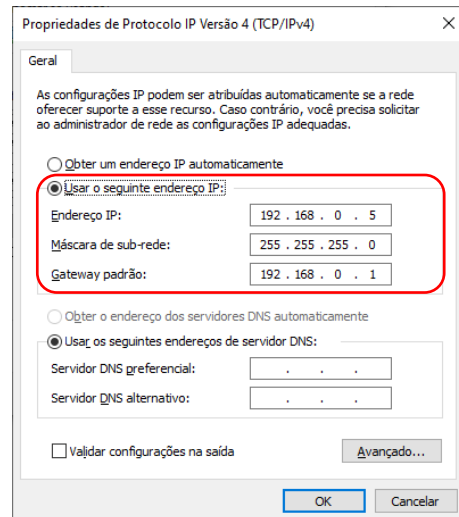 Propriedades de Protocolo IP Versão 4 (TCP/IPv4)
Geral
As configurações IP podem ser atribuídas automaticamente se a rede
oferecer suporte a esse recurso. Caso contrário, você precisa solicitar
ao administrador de rede as configurações IP adequadas.
Obter um endereço IP automaticamente
Usar o seguinte endereço IP:
Endereço IP: 192 . 168 . 0 . 5
Máscara de sub-rede: 255 . 255 . 255 . 0
Gateway padrão: 192 . 168 . 0 . 1
Obter o endereço dos servidores DNS automaticamente
Usar os seguintes endereços de servidor DNS:
Servidor DNS preferencial: . . .
Servidor DNS alternativo: . . .
Validar configurações na saída
Avançado...
OK Cancelar